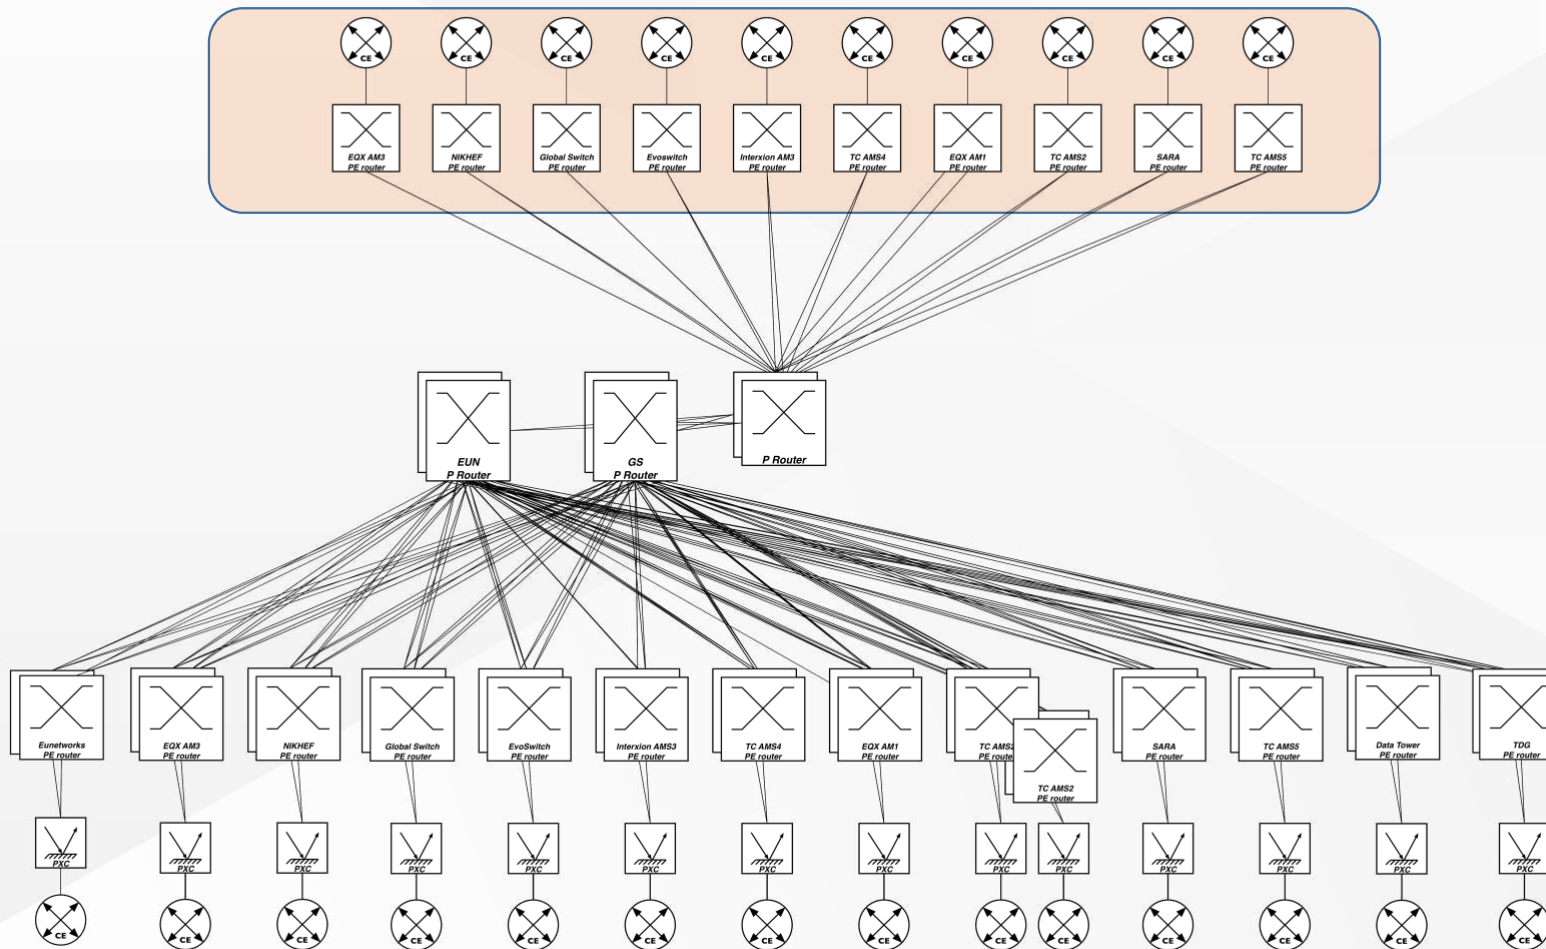 CE
CE
CE
CE
CE
CE
CE
CE
CE
CE
EQX AM3
PE router
NIKHEF
PE router
Global Switch
PE router
Evoswitch
PE router
Interxion AM3
PE router
TC AMS4
PE router
EQX AM1
PE router
TC AMS2
PE router
SARA
PE router
TC AMS5
PE router
EUN
P Router
GS
P Router
P Router
Eunetworks
PE router
EQX AM3
PE router
NIKHEF
PE router
Global Switch
PE router
EvoSwitch
PE router
Interxion AMS3
PE router
TC AMS4
PE router
EQX AM1
PE router
TC AMS2
PE router
TC AMS2
PE router
SARA
PE router
TC AMS5
PE router
Data Tower
PE router
TDG
PE router
PXC
PXC
PXC
PXC
PXC
PXC
PXC
PXC
PXC
PXC
PXC
PXC
PXC
PXC
CE
CE
CE
CE
CE
CE
CE
CE
CE
CE
CE
CE
CE
CE